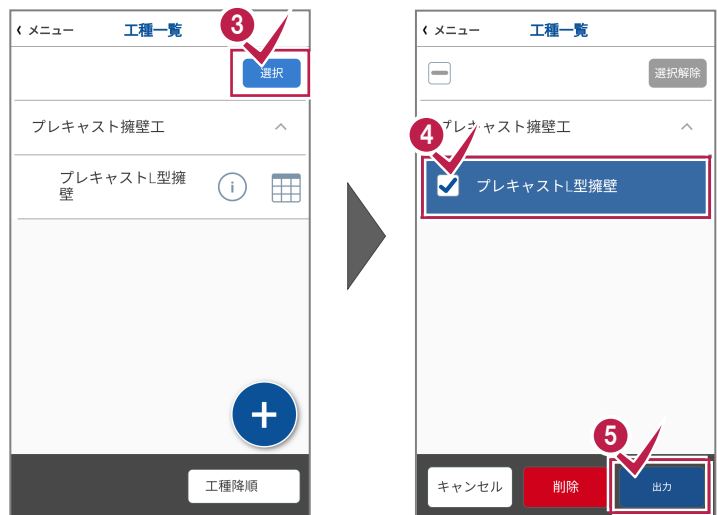 ‹ メニュー 工種一覧
3
選択
プレキャスト擁壁工
プレキャストL型擁
壁
i
+
工種降順
‹ メニュー 工種一覧
選択解除
プレキャスト擁壁工
4
プレキャストL型擁壁
5
キャンセル 削除 出力